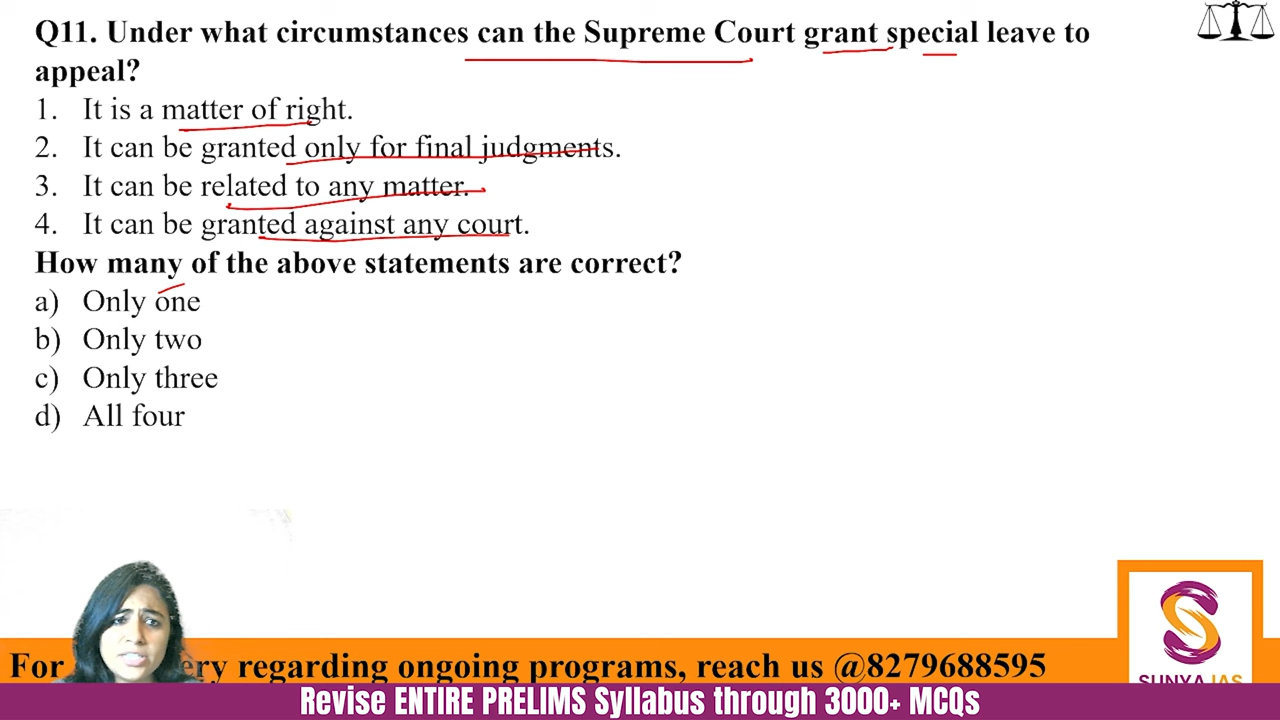 Q11. Under what circumstances can the Supreme Court grant special leave to
appeal?
1. It is a matter of right.
2. It can be granted only for final judgments.
3. It can be related to any matter.
4. It can be granted against any court.
How many of the above statements are correct?
a) Only one
b) Only two
c) Only three
d) All four
For ery regarding ongoing programs, reach us @8279688595
SUNYA IAS
Revise ENTIRE PRELIMS Syllabus through 3000+ MCQs